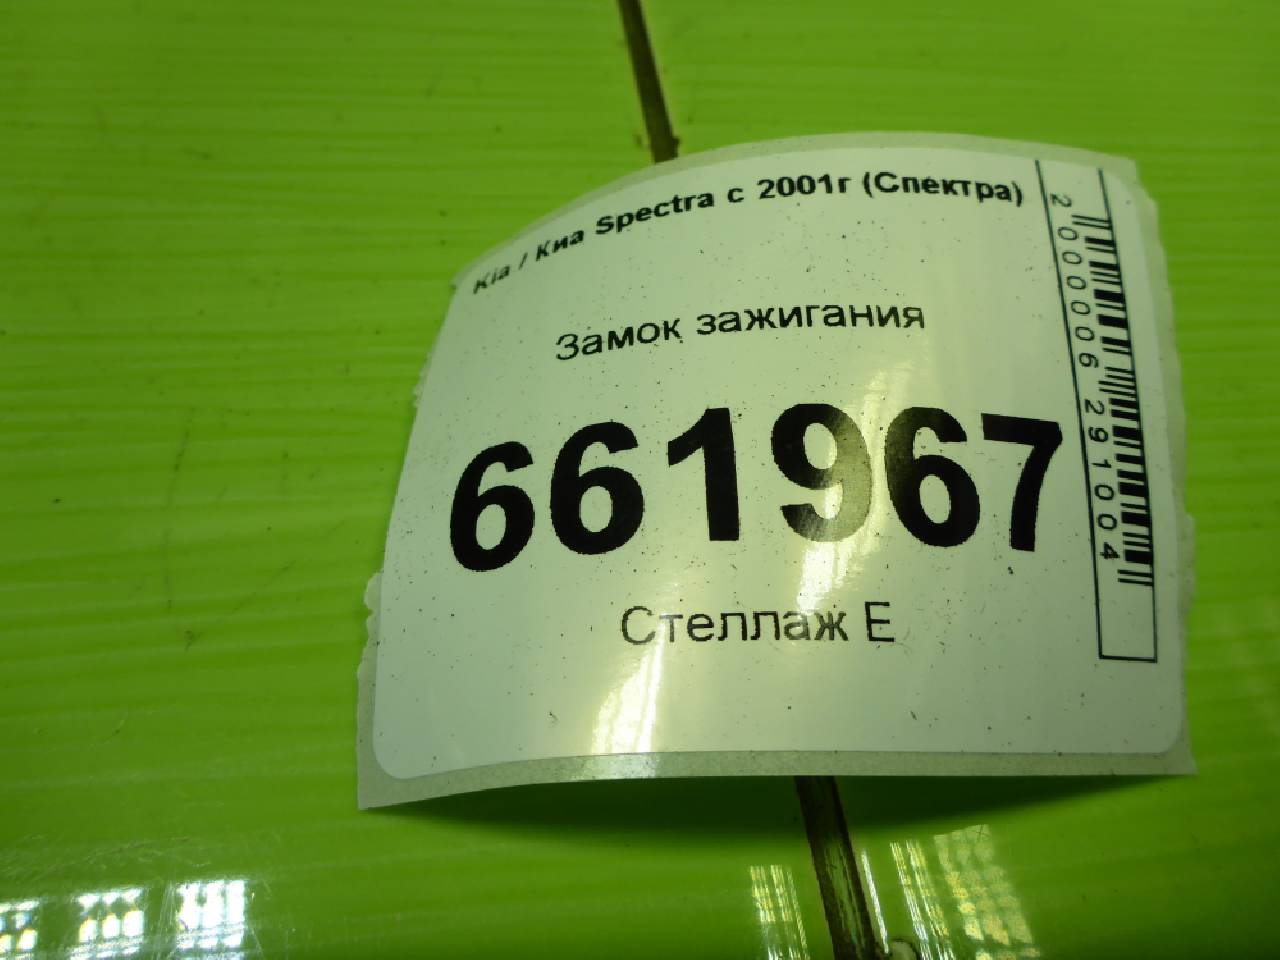 Kia / Киа Spectra с 2001г (Спектра)
Замок зажигания
661967
Стеллаж Е
2000006291004